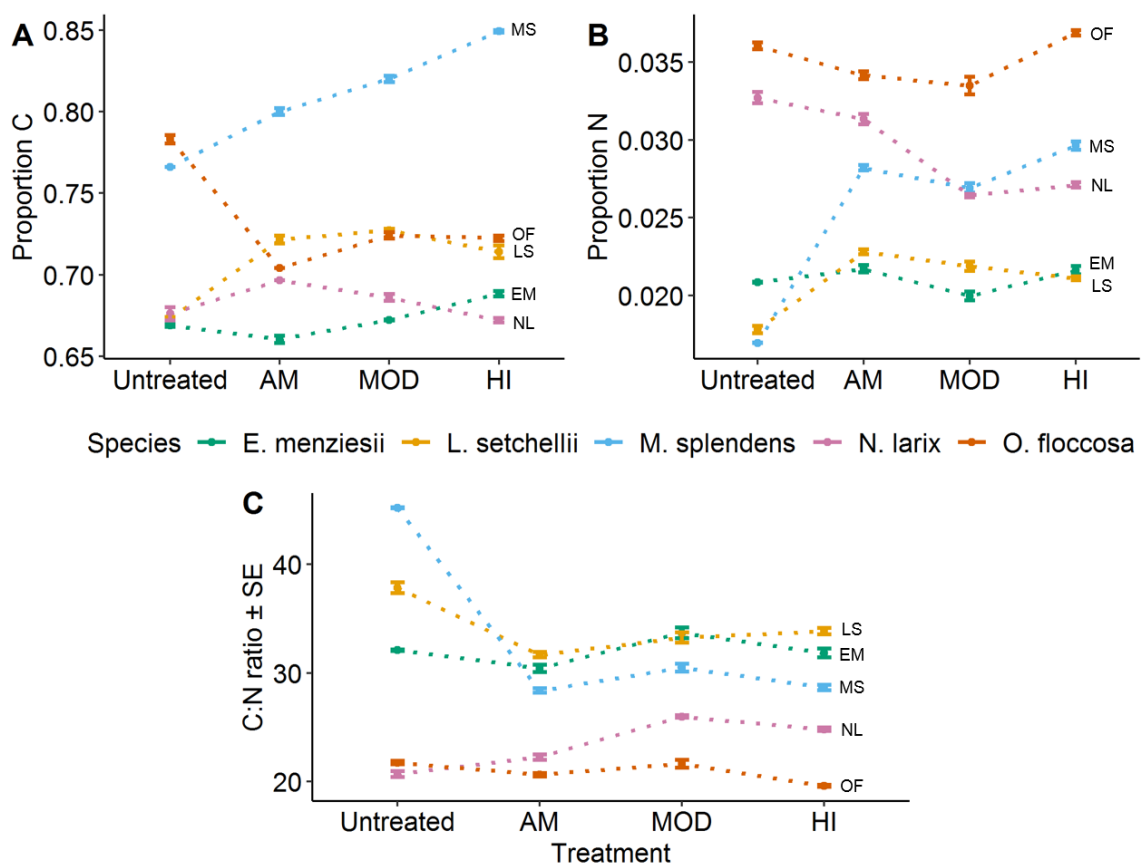 A
Proportion C
0.85
0.80
0.75
0.70
0.65
MS
OF
LS
EM
NL
Untreated AM MOD HI
B
Proportion N
0.035
0.030
0.025
0.020
OF
MS
NL
EM
LS
Untreated AM MOD HI
Species E. menziesii L. setchellii M. splendens N. larix O. floccosa
C
C:N ratio ± SE
40
30
20
LS
EM
MS
NL
OF
Untreated AM MOD HI
Treatment